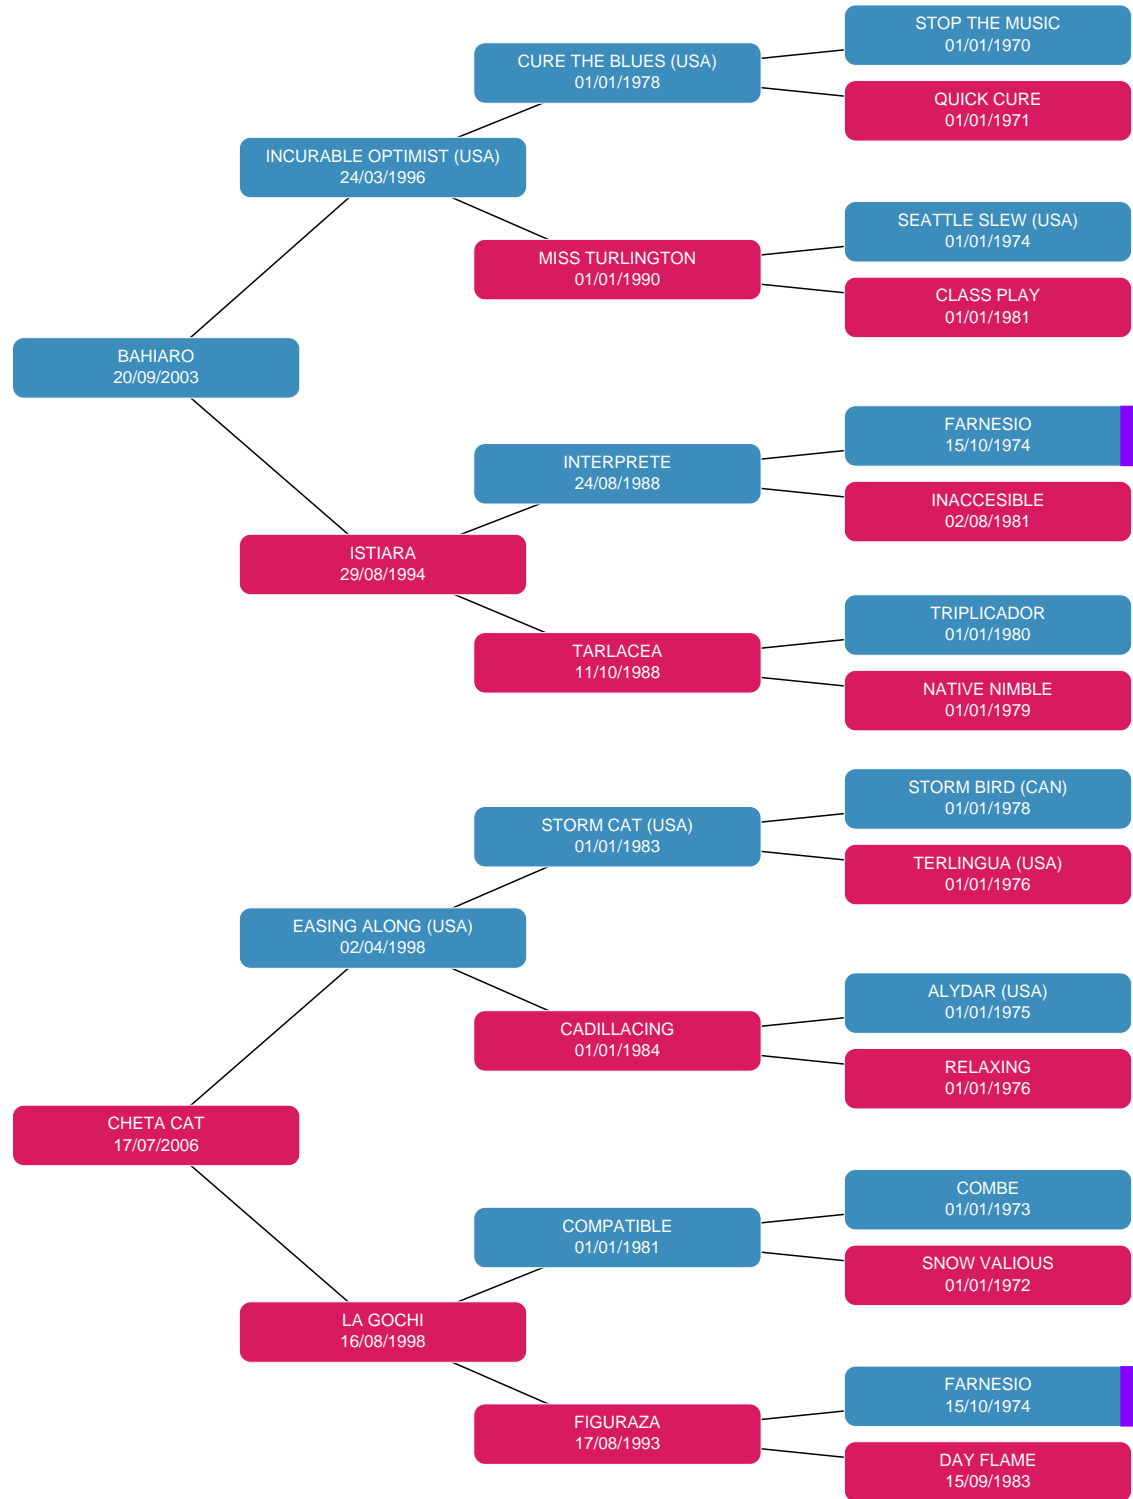 STOP THE MUSIC
01/01/1970
CURE THE BLUES (USA)
01/01/1978
QUICK CURE
01/01/1971
INCURABLE OPTIMIST (USA)
24/03/1996
SEATTLE SLEW (USA)
01/01/1974
MISS TURLINGTON
01/01/1990
CLASS PLAY
01/01/1981
BAHIARO
20/09/2003
FARNESIO
15/10/1974
INTERPRETE
24/08/1988
INACCESIBLE
02/08/1981
ISTIARA
29/08/1994
TRIPLICADOR
01/01/1980
TARLACEA
11/10/1988
NATIVE NIMBLE
01/01/1979
STORM BIRD (CAN)
01/01/1978
STORM CAT (USA)
01/01/1983
TERLINGUA (USA)
01/01/1976
EASING ALONG (USA)
02/04/1998
ALYDAR (USA)
01/01/1975
CADILLACING
01/01/1984
RELAXING
01/01/1976
CHETA CAT
17/07/2006
COMBE
01/01/1973
COMPATIBLE
01/01/1981
SNOW VALIOUS
01/01/1972
LA GOCHI
16/08/1998
FARNESIO
15/10/1974
FIGURAZA
17/08/1993
DAY FLAME
15/09/1983